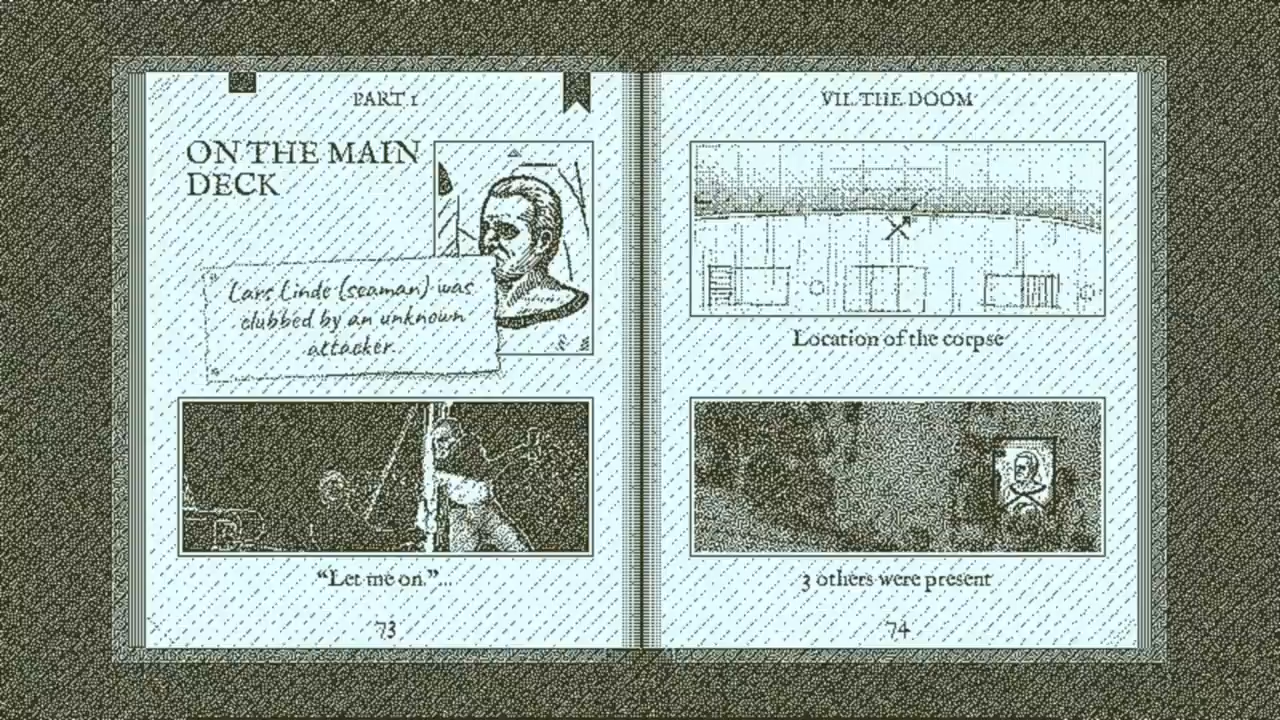 PART 1
ON THE MAIN
DECK
Lars Linde (seaman) was
clubbed by an unknown
attacker.
"Let me on."...
73
VII. THE DOOM
Location of the corpse
3 others were present
74